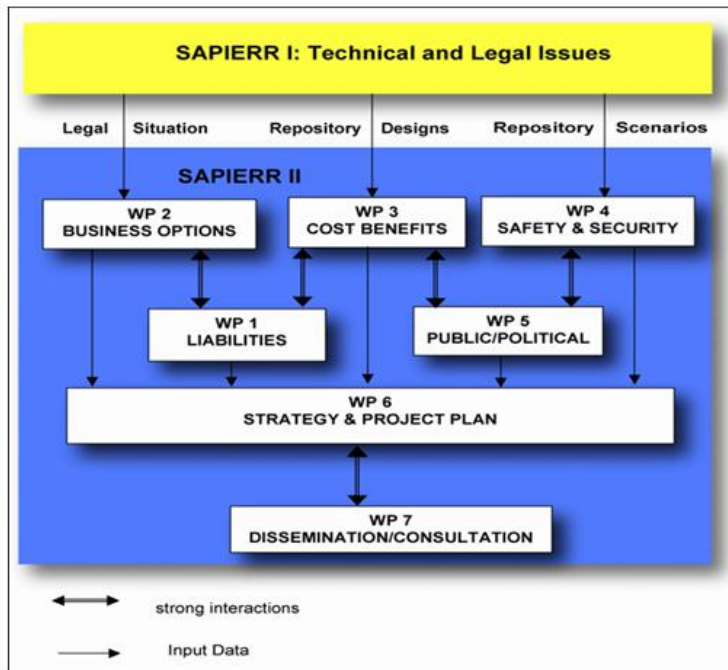 SAPIERR I: Technical and Legal Issues
Legal Situation Repository Designs Repository Scenarios
SAPIERR II
WP 2
BUSINESS OPTIONS
WP 3
COST BENEFITS
WP 4
SAFETY & SECURITY
WP 1
LIABILITIES
WP 5
PUBLIC/POLITICAL
WP 6
STRATEGY & PROJECT PLAN
WP 7
DISSEMINATION/CONSULTATION
strong interactions
Input Data